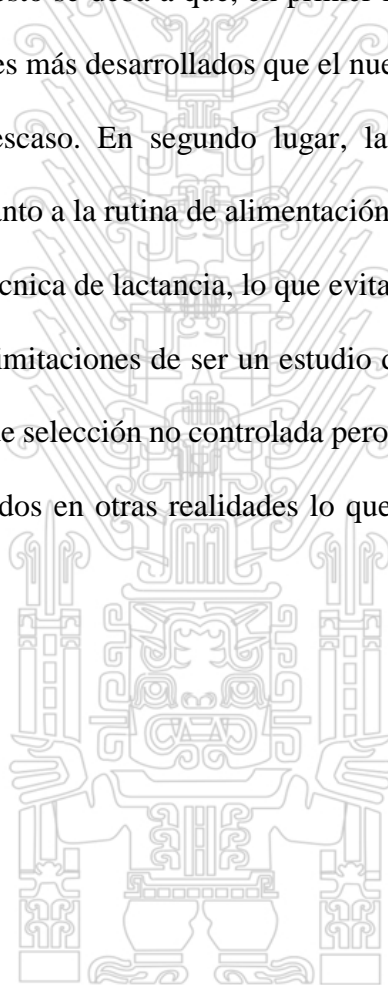 esto se deba a que, en primer
es más desarrollados que el nue
escaso. En segundo lugar, la
anto a la rutina de alimentación
écnica de lactancia, lo que evita
imitaciones de ser un estudio
e selección no controlada pero
dos en otras realidades lo que